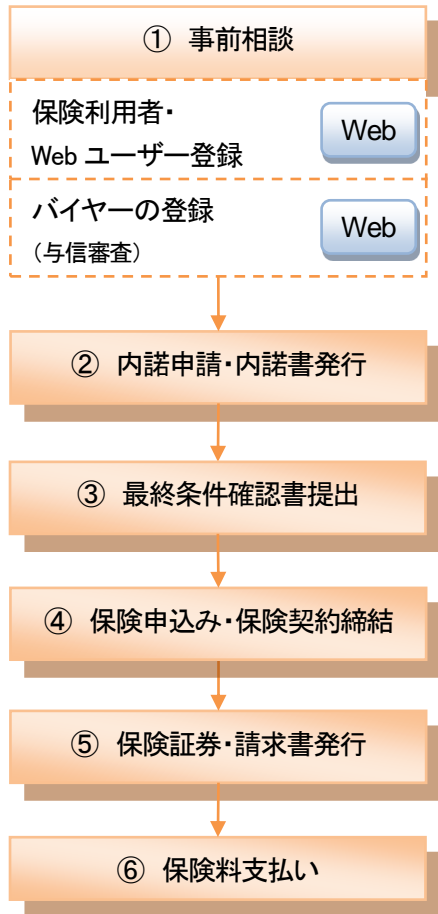 ① 事前相談
保険利用者・
Web ユーザー登録
Web
バイヤーの登録
(与信審査)
Web
② 内諾申請・内諾書発行
③ 最終条件確認書提出
④ 保険申込み・保険契約締結
⑤ 保険証券・請求書発行
⑥ 保険料支払い